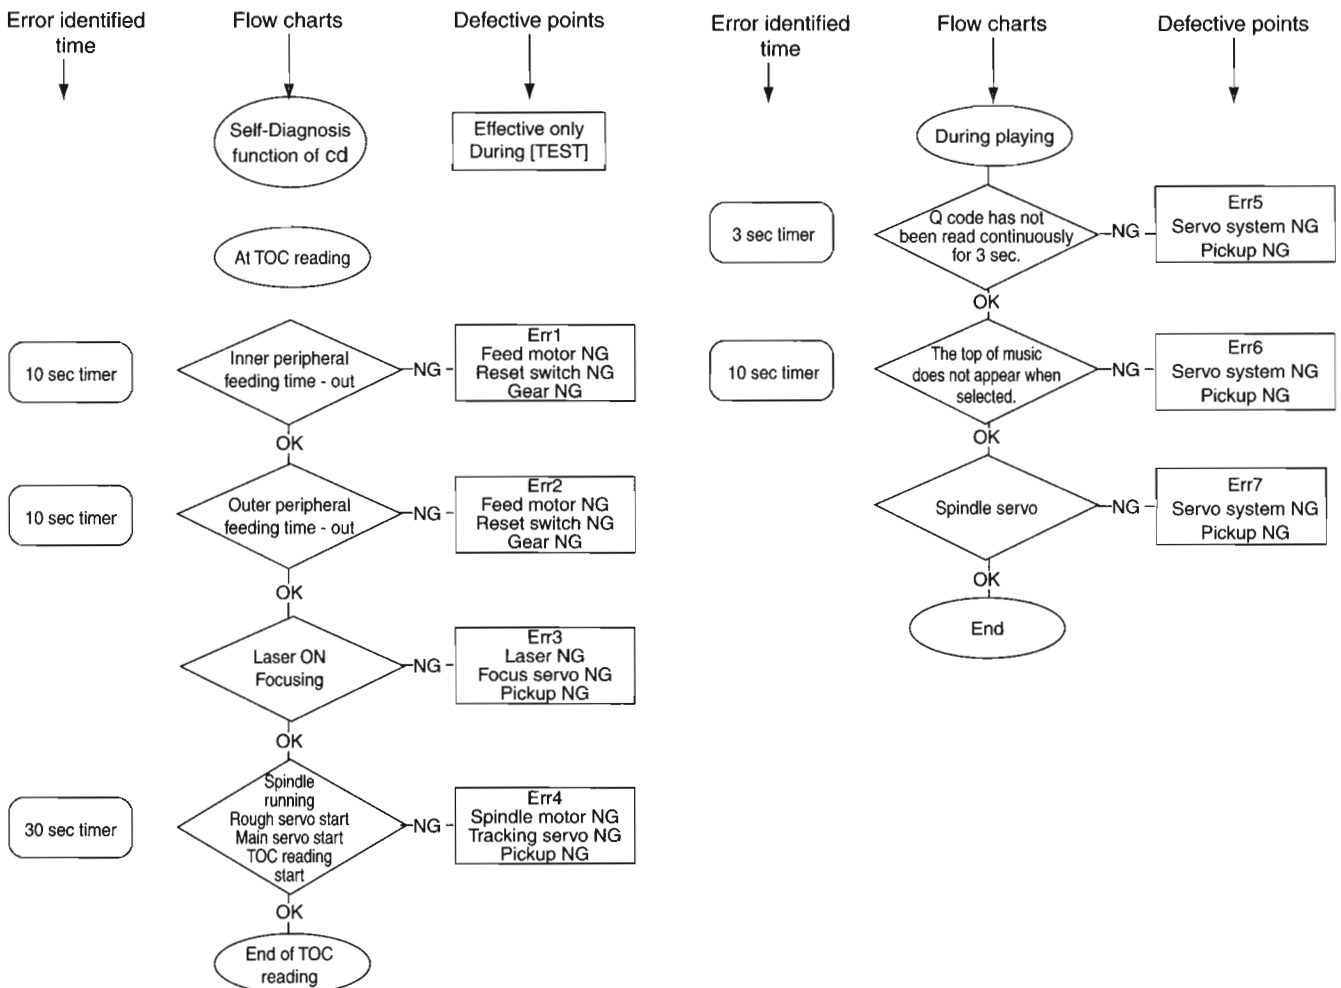 Error identified
time
Flow charts
Defective points
Self-Diagnosis
function of cd
Effective only
During [TEST]
At TOC reading
10 sec timer
Inner peripheral
feeding time - out
NG
Err1
Feed motor NG
Reset switch NG
Gear NG
OK
10 sec timer
Outer peripheral
feeding time - out
NG
Err2
Feed motor NG
Reset switch NG
Gear NG
OK
Laser ON
Focusing
NG
Err3
Laser NG
Focus servo NG
Pickup NG
OK
30 sec timer
Spindle
running
Rough servo start
Main servo start
TOC reading
start
NG
Err4
Spindle motor NG
Tracking servo NG
Pickup NG
OK
End of TOC
reading
Error identified
time
Flow charts
Defective points
During playing
3 sec timer
Q code has not
been read continuously
for 3 sec.
NG
Err5
Servo system NG
Pickup NG
OK
10 sec timer
The top of music
does not appear when
selected.
NG
Err6
Servo system NG
Pickup NG
OK
Spindle servo
NG
Err7
Servo system NG
Pickup NG
OK
End